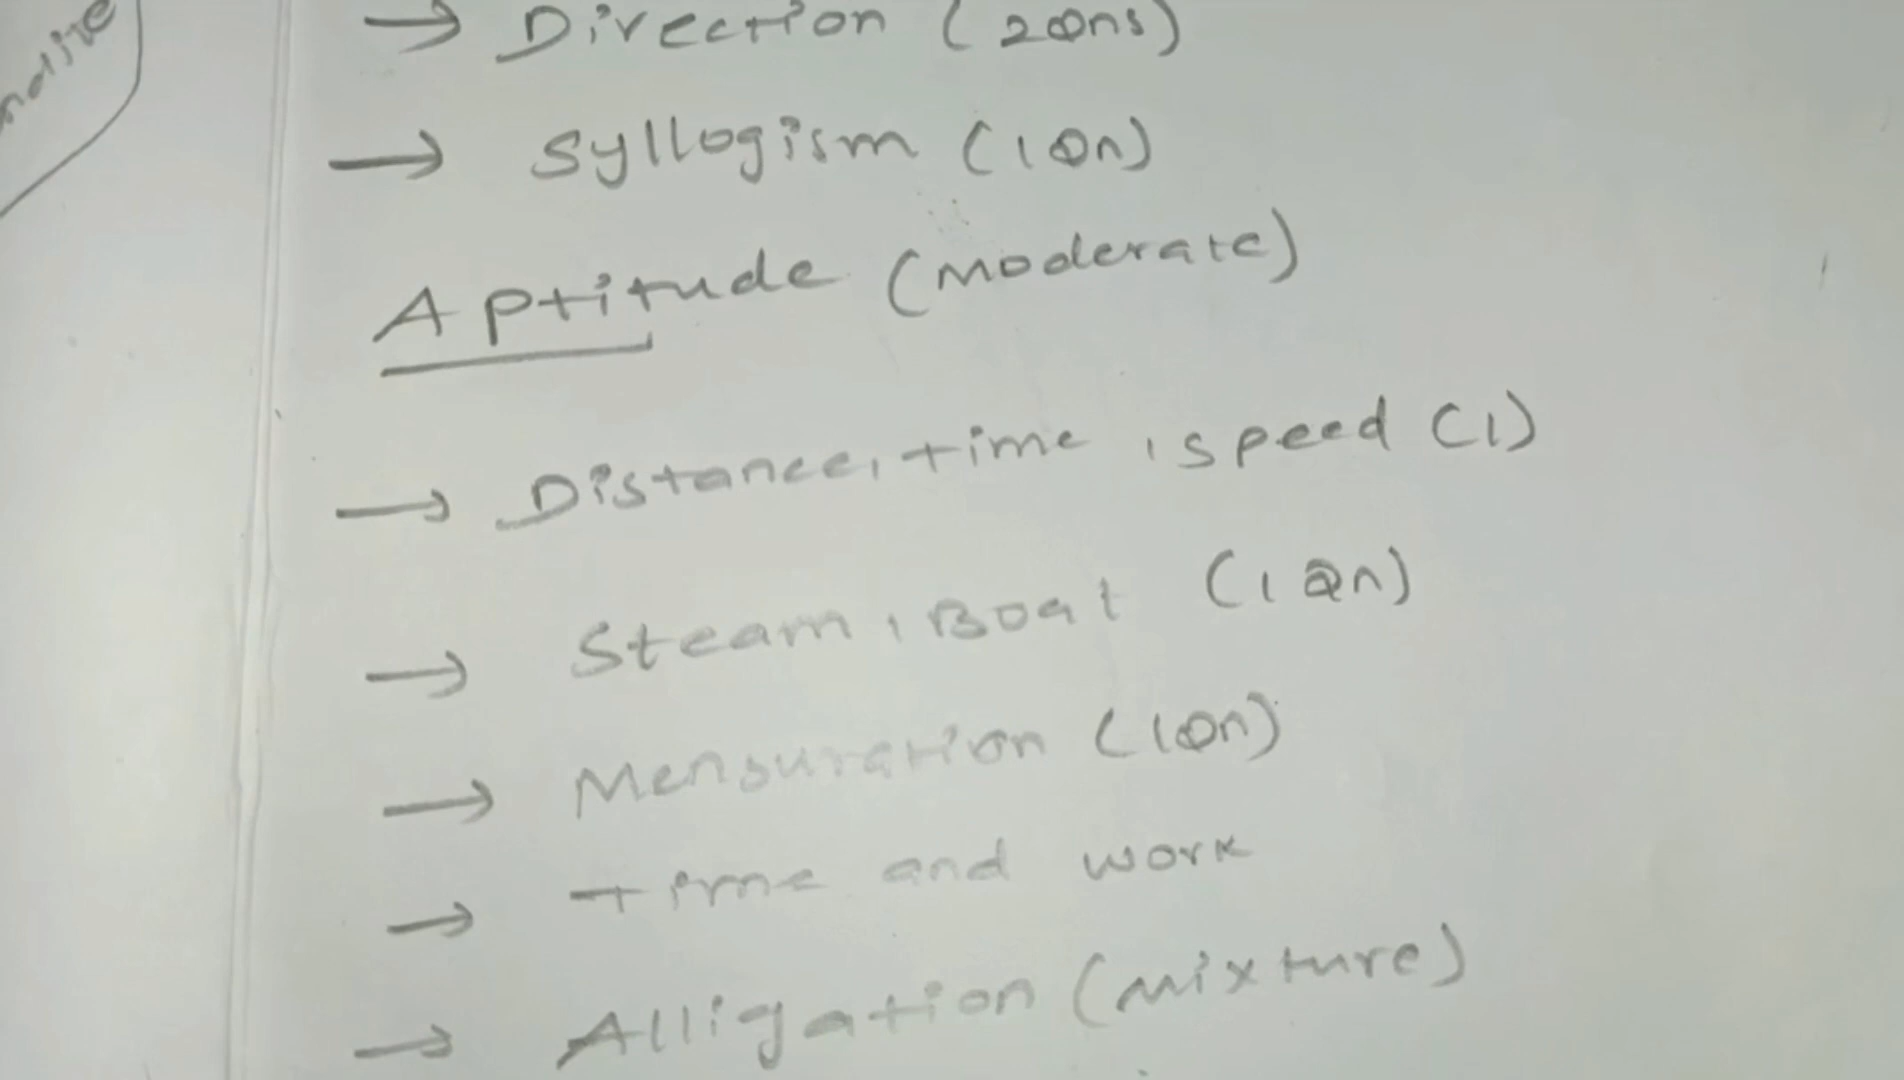 → Direction (2Qns)
→ Syllogism (1Qn)
Aptitude (Moderate)
→ Distance, time, speed (1)
→ Steam, Boat (1Qn)
→ Mensuration (1Qn)
→ Time and work
→ Alligation (mixture)